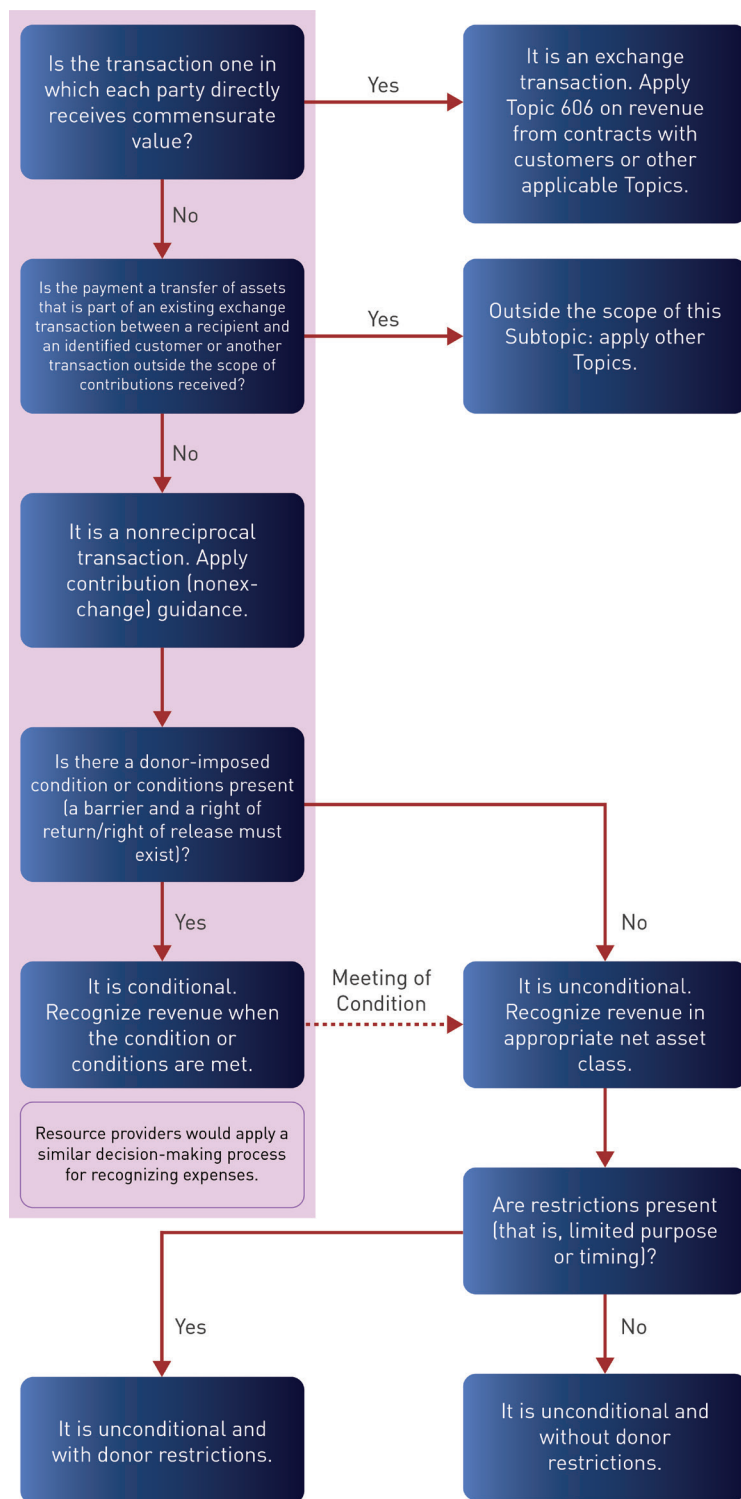 Is the transaction one in
which each party directly
receives commensurate
value?
Yes
It is an exchange
transaction. Apply
Topic 606 on revenue
from contracts with
customers or other
applicable Topics.
No
Is the payment a transfer of assets
that is part of an existing exchange
transaction between a recipient and
an identified customer or another
transaction outside the scope of
contributions received?
Yes
Outside the scope of this
Subtopic: apply other
Topics.
No
It is a nonreciprocal
transaction. Apply
contribution (nonex-
change) guidance.
Is there a donor-imposed
condition or conditions present
(a barrier and a right of
return/right of release must
exist)?
Yes
No
It is conditional.
Recognize revenue when
the condition or
conditions are met.
Meeting of
Condition
It is unconditional.
Recognize revenue in
appropriate net asset
class.
Resource providers would apply a
similar decision-making process
for recognizing expenses.
Are restrictions present
(that is, limited purpose
or timing)?
Yes
No
It is unconditional and
with donor restrictions.
It is unconditional and
without donor
restrictions.